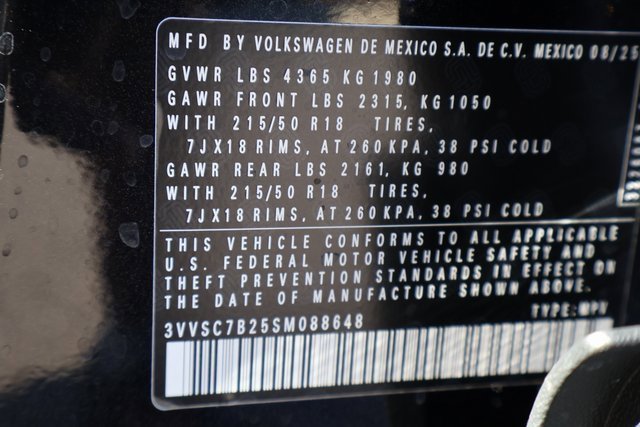 MFD BY VOLKSWAGEN DE MEXICO S.A. DE C.V. MEXICO 08/25
GVWR LBS 4365 KG 1980
GAWR FRONT LBS 2315, KG 1050
WITH 215/50 R18 TIRES,
7JX18 RIMS, AT 260 KPA, 38 PSI COLD
GAWR REAR LBS 2161, KG 980
WITH 215/50 R18 TIRES,
7JX18 RIMS, AT 260 KPA, 38 PSI COLD
THIS VEHICLE CONFORMS TO ALL APPLICABLE
U.S. FEDERAL MOTOR VEHICLE SAFETY AND
THEFT PREVENTION STANDARDS IN EFFECT ON
THE DATE OF MANUFACTURE SHOWN ABOVE.
3VVSC7B25SM088648 TYPE: MPV